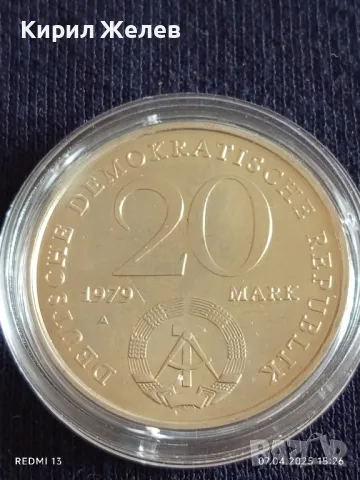 Кирил Желев
DEUTSCHE DEMOKRATISCHE REPUBLIK
20
1979 MARK
A
REDMI 13
07.04.2025 15:26